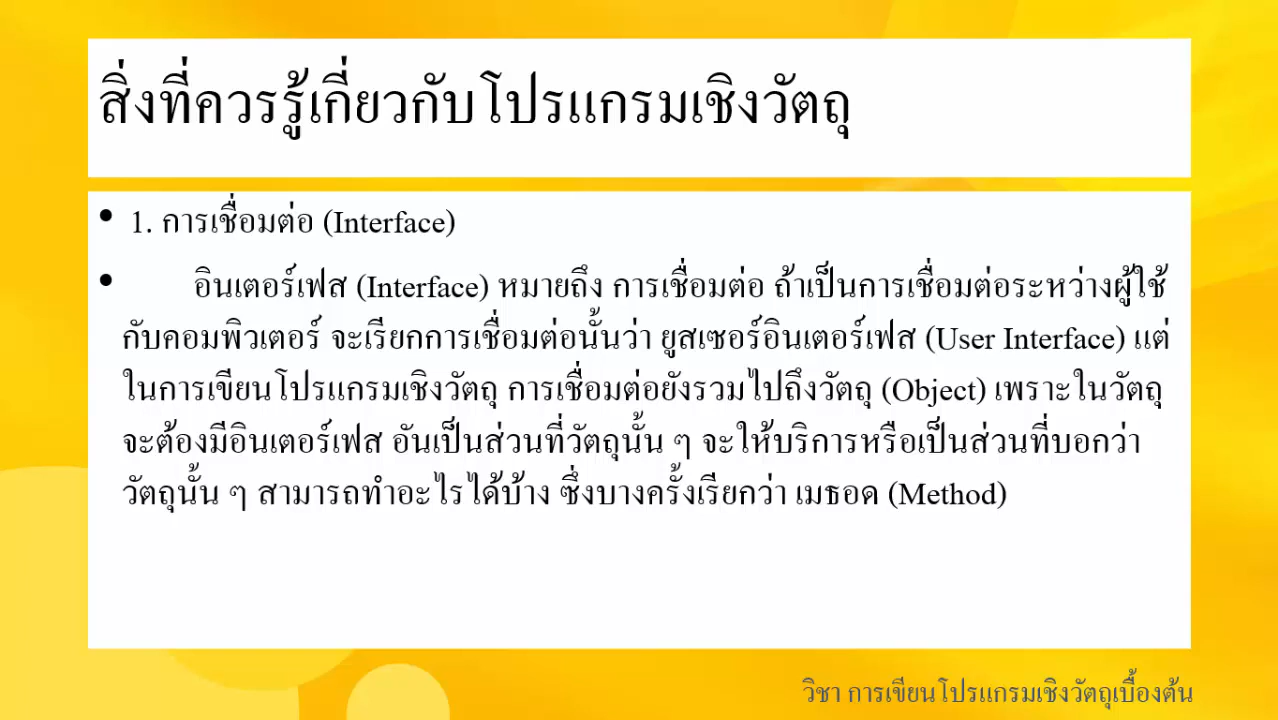 สิ่งที่ควรรู้เกี่ยวกับโปรแกรมเชิงวัตถุ
• 1. การเชื่อมต่อ (Interface)
• อินเตอร์เฟส (Interface) หมายถึง การเชื่อมต่อ ถ้าเป็นการเชื่อมต่อระหว่างผู้ใช้
กับคอมพิวเตอร์ จะเรียกการเชื่อมต่อนั้นว่า ยูสเซอร์อินเตอร์เฟส (User Interface) แต่
ในการเขียนโปรแกรมเชิงวัตถุ การเชื่อมต่อยังรวมไปถึงวัตถุ (Object) เพราะในวัตถุ
จะต้องมีอินเตอร์เฟส อันเป็นส่วนที่วัตถุนั้น ๆ จะให้บริการหรือเป็นส่วนที่บอกว่า
วัตถุนั้น ๆ สามารถทำอะไรได้บ้าง ซึ่งบางครั้งเรียกว่า เมธอด (Method)
วิชา การเขียนโปรแกรมเชิงวัตถุเบื้องต้น